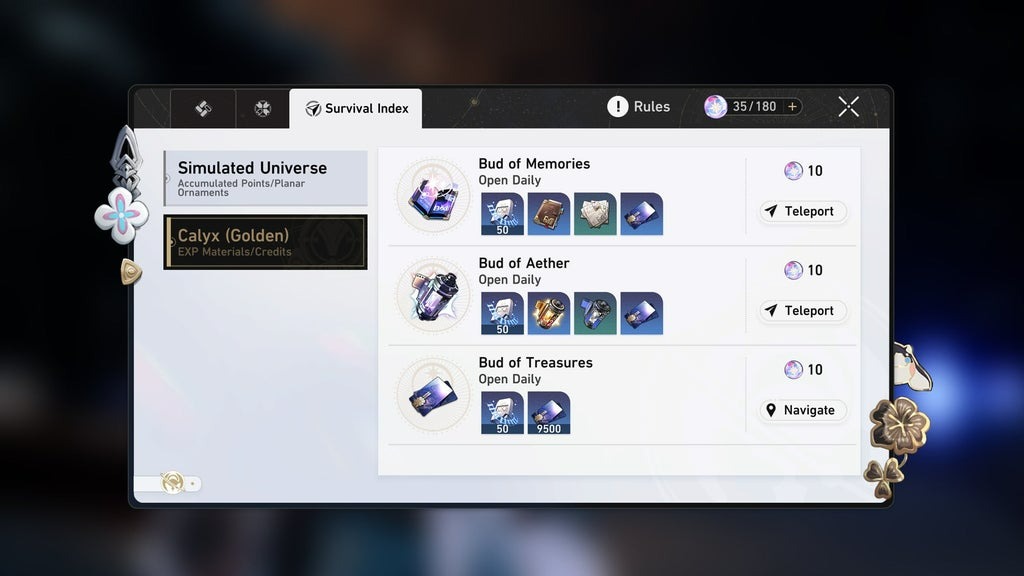 Survival Index
Rules
35/180 +
Simulated Universe
Accumulated Points/Planar
Ornaments
Calyx (Golden)
EXP Materials/Credits
Bud of Memories
Open Daily
50
10
Teleport
Bud of Aether
Open Daily
50
10
Teleport
Bud of Treasures
Open Daily
50
9500
10
Navigate